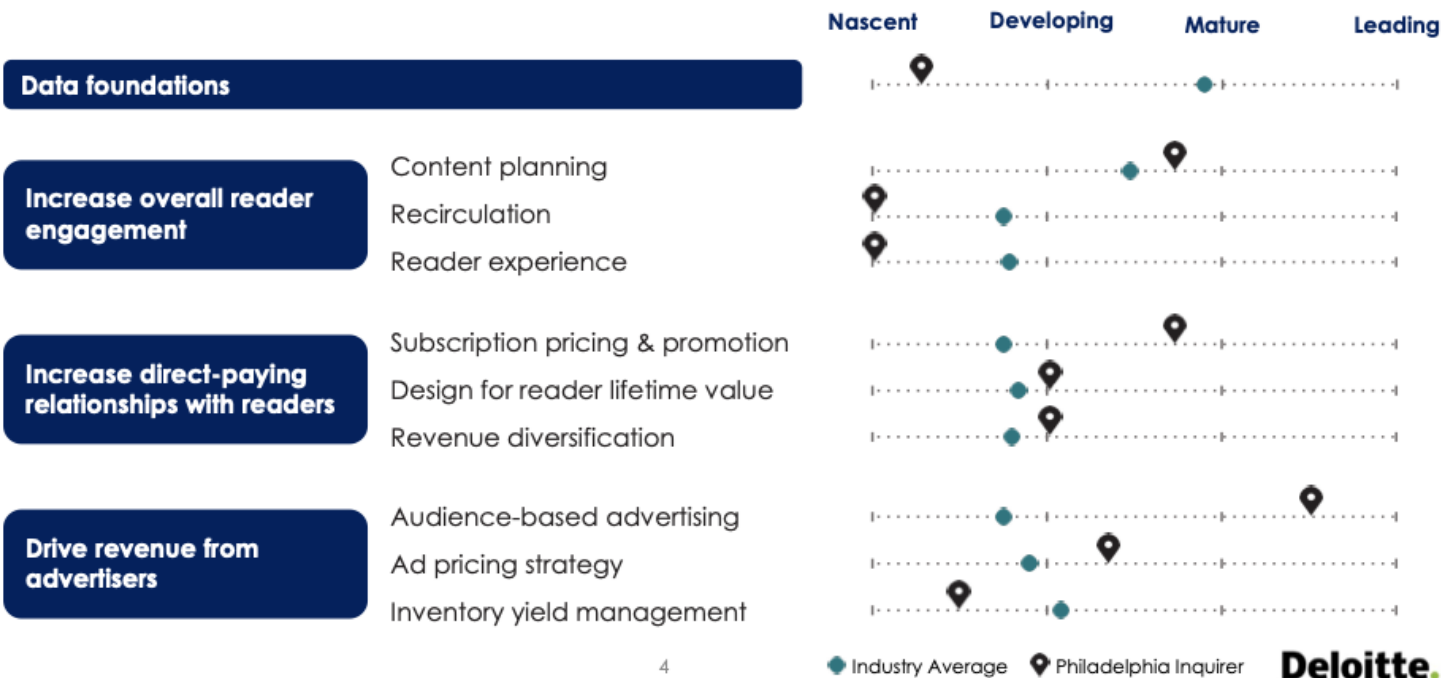 Nascent Developing Mature Leading
Data foundations
Increase overall reader
engagement
Content planning
Recirculation
Reader experience
Increase direct-paying
relationships with readers
Subscription pricing & promotion
Design for reader lifetime value
Revenue diversification
Drive revenue from
advertisers
Audience-based advertising
Ad pricing strategy
Inventory yield management
4
Industry Average Philadelphia Inquirer
Deloitte.